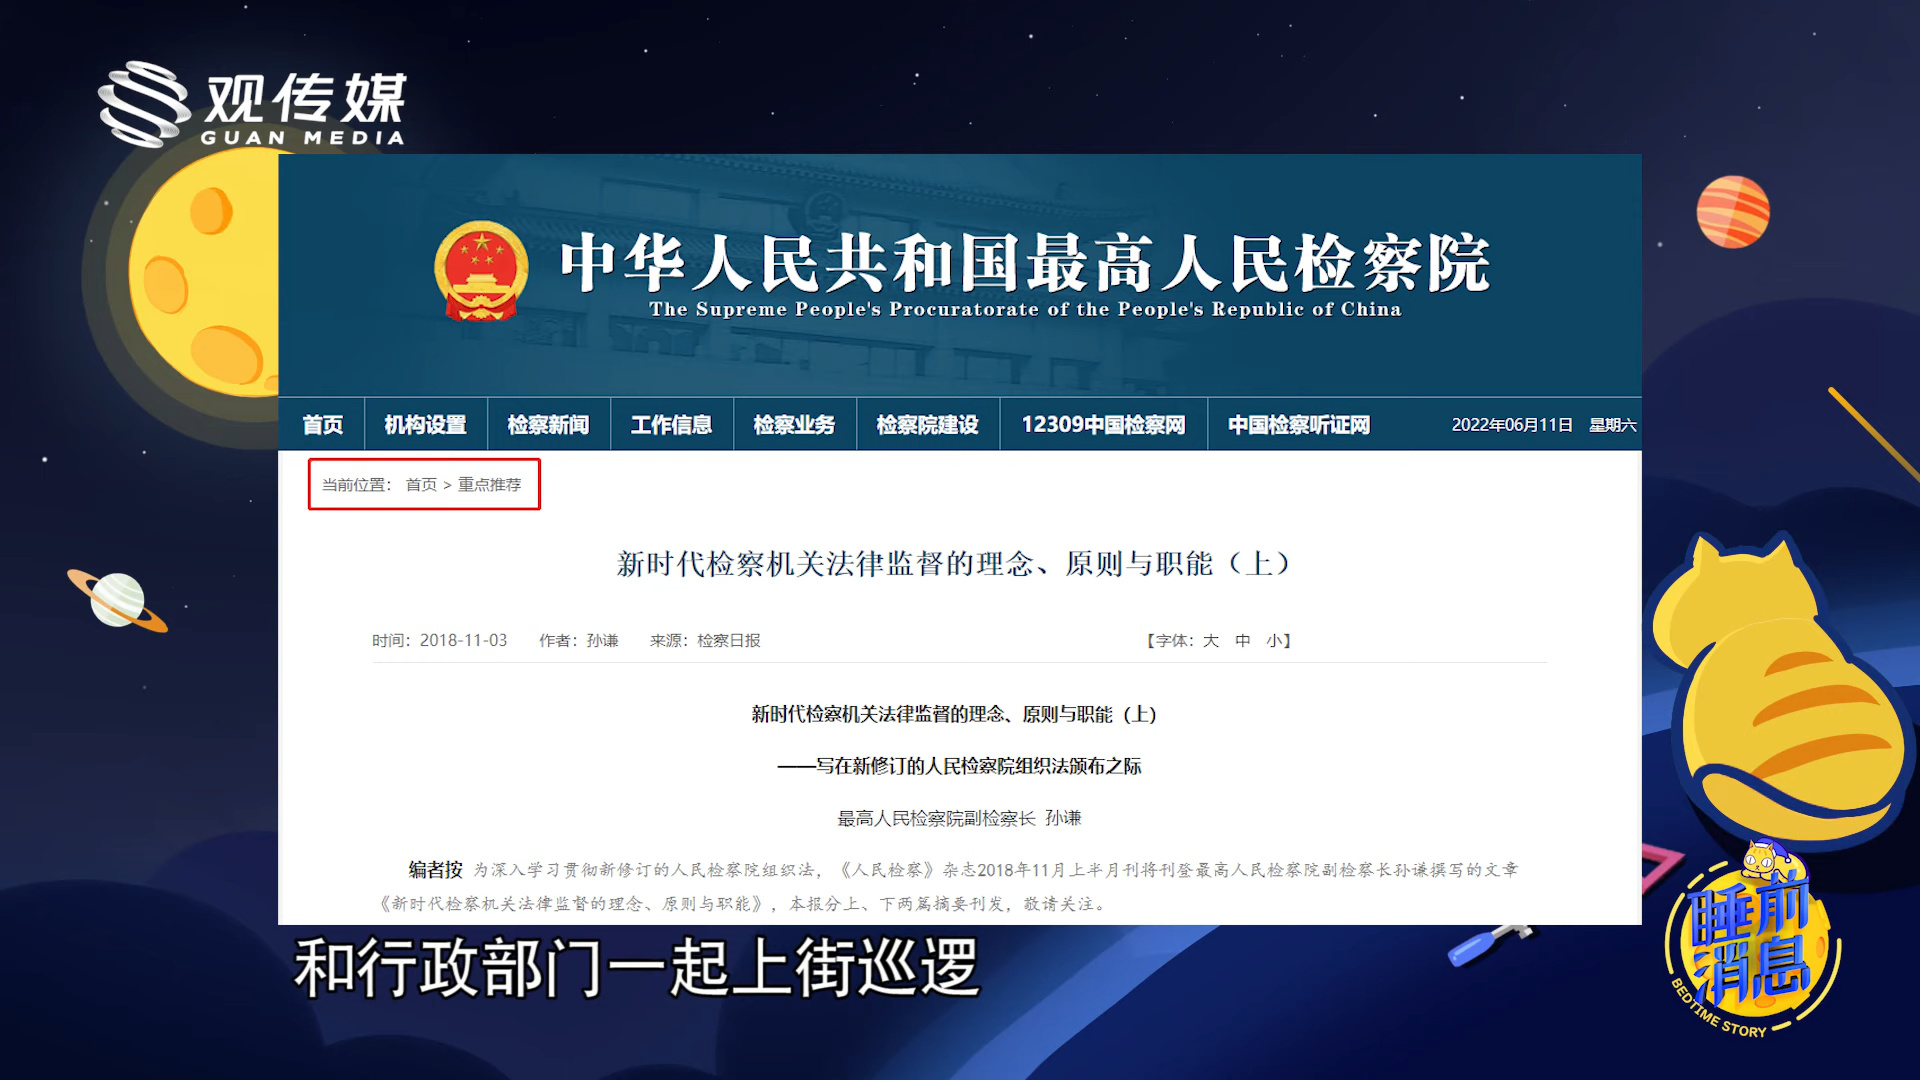 观传媒
GUAN MEDIA
中华人民共和国最高人民检察院
The Supreme People's Procuratorate of the People's Republic of China
首页 机构设置 检察新闻 工作信息 检察业务 检察院建设 12309中国检察网 中国检察听证网 2022年06月11日 星期六
当前位置： 首页 > 重点推荐
新时代检察机关法律监督的理念、原则与职能（上）
时间：2018-11-03 作者：孙谦 来源：检察日报 【字体：大 中 小】
新时代检察机关法律监督的理念、原则与职能（上）
——写在新修订的人民检察院组织法颁布之际
最高人民检察院副检察长 孙谦
编者按 为深入学习贯彻新修订的人民检察院组织法，《人民检察》杂志2018年11月上半月刊将刊登最高人民检察院副检察长孙谦撰写的文章
《新时代检察机关法律监督的理念、原则与职能》，本报分上、下两篇摘要刊发，敬请关注。
和行政部门一起上街巡逻
睡前
消息
BEDTIME STORY